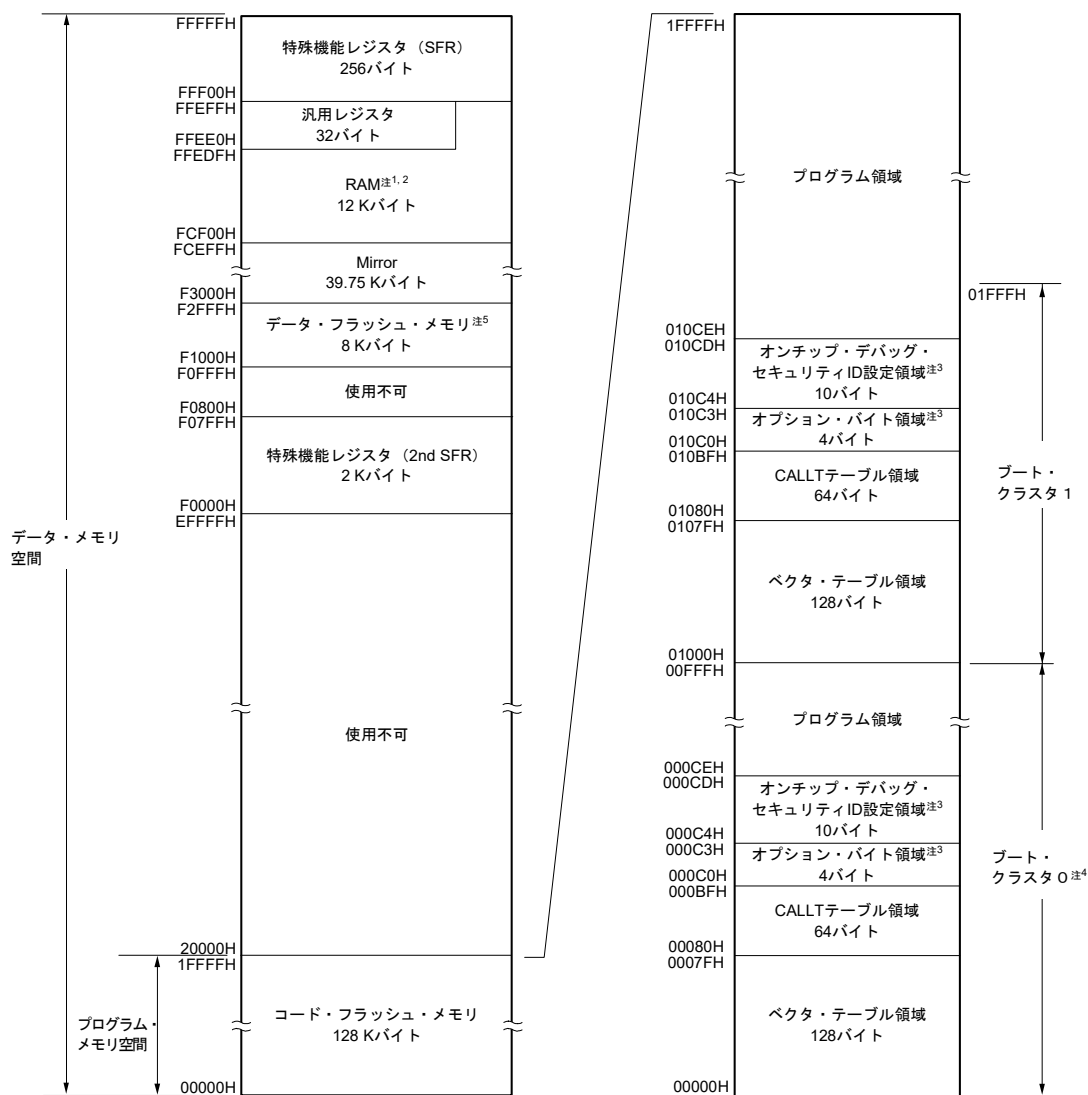 FFFFFH
特殊機能レジスタ（SFR）
256バイト
FFF00H
FFEFFH
汎用レジスタ
32バイト
FFEE0H
FFEDFH
RAM注1, 2
12 Kバイト
FCF00H
FCEFFH
Mirror
39.75 Kバイト
F3000H
F2FFFH
データ・フラッシュ・メモリ注5
8 Kバイト
F1000H
F0FFFH
使用不可
F0800H
F07FFH
特殊機能レジスタ（2nd SFR）
2 Kバイト
F0000H
EFFFFH
データ・メモリ
空間
使用不可
20000H
1FFFFH
コード・フラッシュ・メモリ
128 Kバイト
プログラム・
メモリ空間
00000H
1FFFFH
プログラム領域
01FFFH
010CEH
010CDH
オンチップ・デバッグ・
セキュリティID設定領域注3
10バイト
010C4H
010C3H
オプション・バイト領域注3
4バイト
010C0H
010BFH
CALLTテーブル領域
64バイト
ブート・
クラスタ 1
01080H
0107FH
ベクタ・テーブル領域
128バイト
01000H
00FFFH
プログラム領域
000CEH
000CDH
オンチップ・デバッグ・
セキュリティID設定領域注3
10バイト
000C4H
000C3H
オプション・バイト領域注3
4バイト
000C0H
000BFH
ブート・
クラスタ 0 注4
CALLTテーブル領域
64バイト
00080H
0007FH
ベクタ・テーブル領域
128バイト
00000H